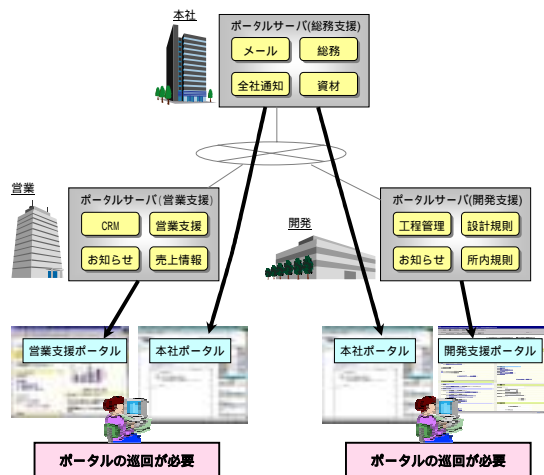 本社
ポータルサーバ(総務支援)
メール
総務
全社通知
資材
営業
ポータルサーバ(営業支援)
CRM
営業支援
お知らせ
売上情報
開発
ポータルサーバ(開発支援)
工程管理
設計規則
お知らせ
所内規則
営業支援ポータル
本社ポータル
本社ポータル
開発支援ポータル
ポータルの巡回が必要
ポータルの巡回が必要